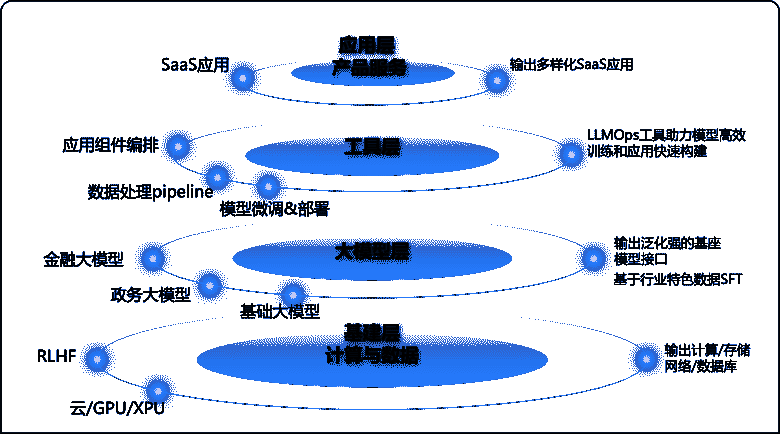 应用层
产品服务
SaaS应用
输出多样化SaaS应用
工具层
应用组件编排
数据处理pipeline
模型微调&部署
LLMOps工具助力模型高效
训练和应用快速构建
大模型层
金融大模型
政务大模型
基础大模型
输出泛化强的基座
模型接口
基于行业特色数据SFT
基建层
计算与数据
RLHF
云/GPU/XPU
输出计算/存储
网络/数据库